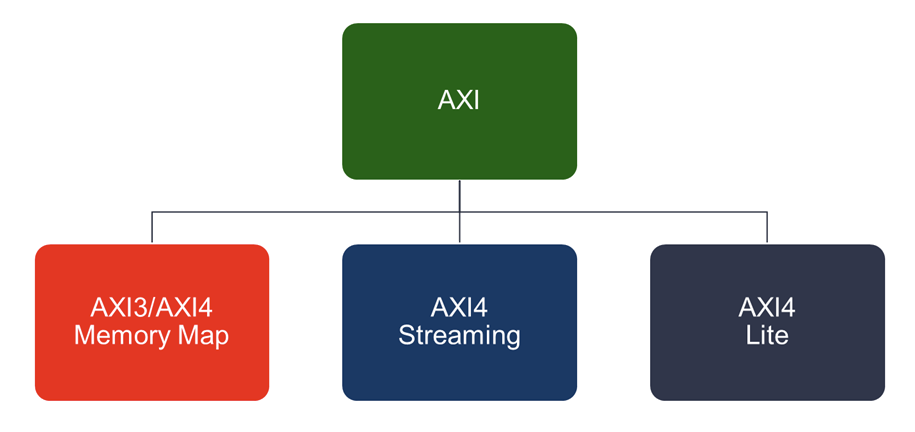 AXI
AXI3/AXI4
Memory Map
AXI4
Streaming
AXI4
Lite